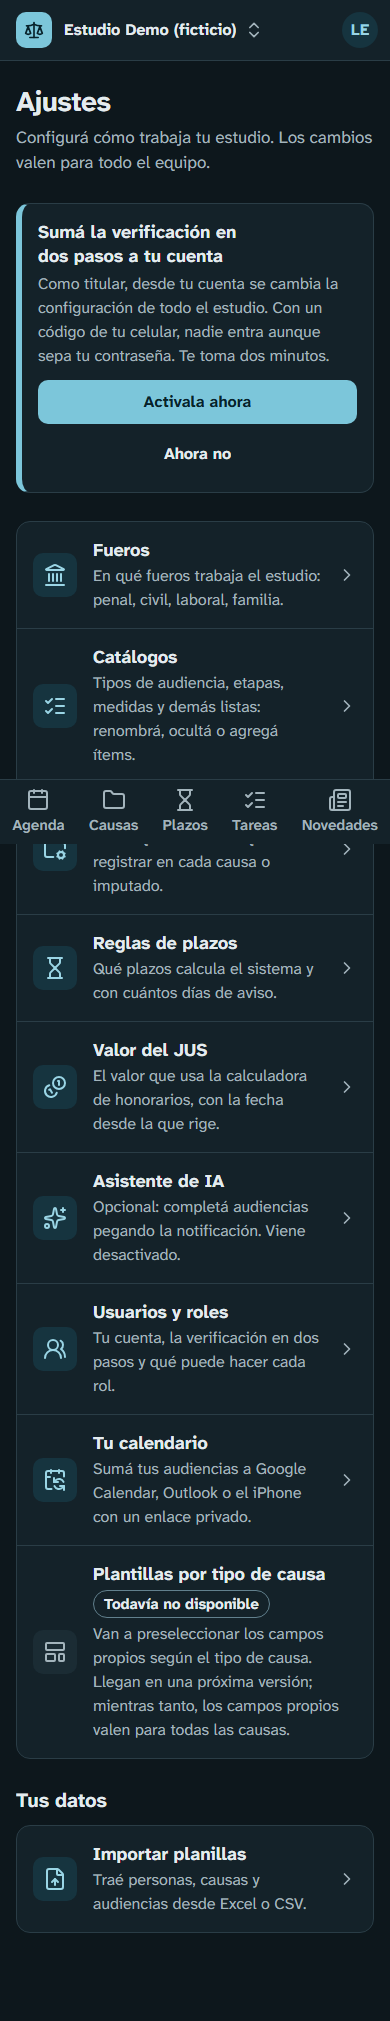 Estudio Demo (ficticio)
LE
Ajustes
Configurá cómo trabaja tu estudio. Los cambios
valen para todo el equipo.
Sumá la verificación en
dos pasos a tu cuenta
Como titular, desde tu cuenta se cambia la
configuración de todo el estudio. Con un
código de tu celular, nadie entra aunque
sepa tu contraseña. Te toma dos minutos.
Activala ahora
Ahora no
Fueros
En qué fueros trabaja el estudio:
penal, civil, laboral, familia.
Catálogos
Tipos de audiencia, etapas,
medidas y demás listas:
renombrá, ocultá o agregá
ítems.
Agenda
Causas
Plazos
Tareas
Novedades
registrar en cada causa o
imputado.
Reglas de plazos
Qué plazos calcula el sistema y
con cuántos días de aviso.
Valor del JUS
El valor que usa la calculadora
de honorarios, con la fecha
desde la que rige.
Asistente de IA
Opcional: completá audiencias
pegando la notificación. Viene
desactivado.
Usuarios y roles
Tu cuenta, la verificación en dos
pasos y qué puede hacer cada
rol.
Tu calendario
Sumá tus audiencias a Google
Calendar, Outlook o el iPhone
con un enlace privado.
Plantillas por tipo de causa
Todavía no disponible
Van a preseleccionar los campos
propios según el tipo de causa.
Llegan en una próxima versión;
mientras tanto, los campos propios
valen para todas las causas.
Tus datos
Importar planillas
Traé personas, causas y
audiencias desde Excel o CSV.